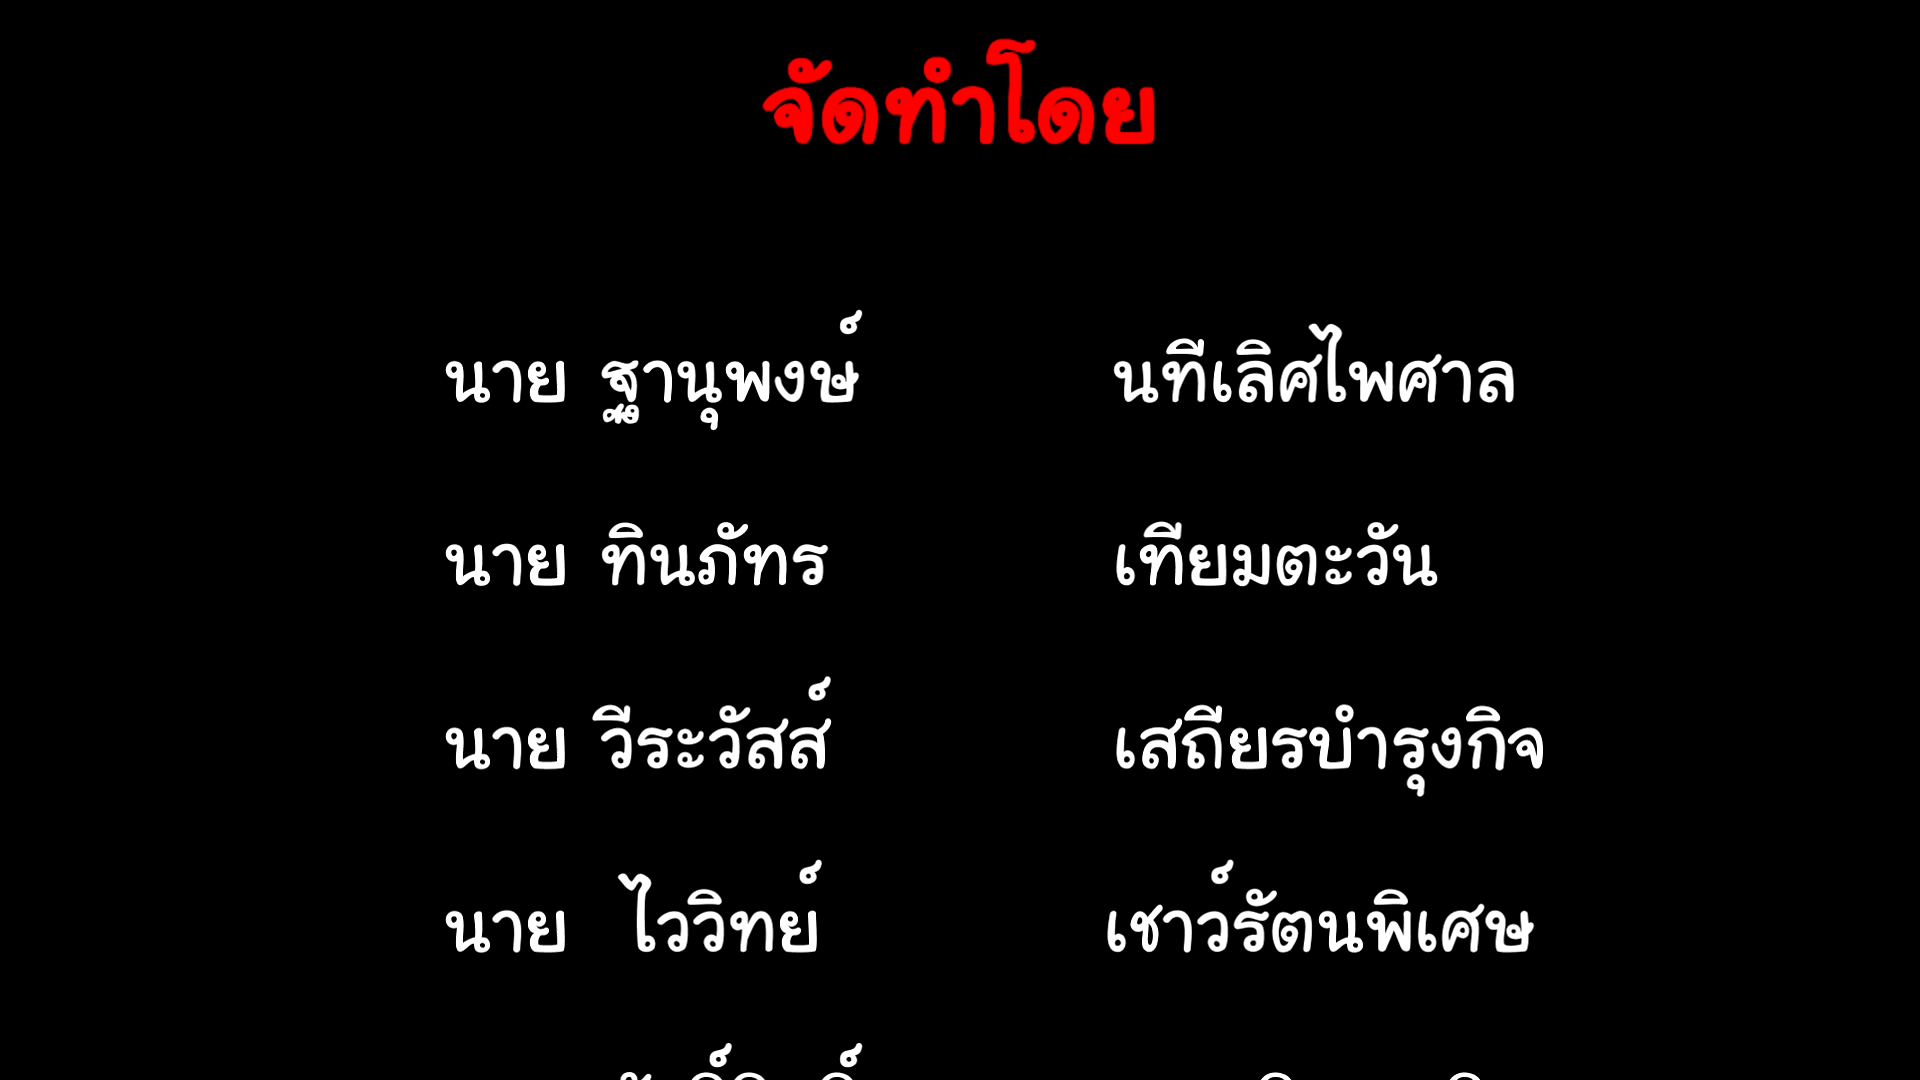 จัดทำโดย
นาย ฐานุพงษ์ นทีเลิศไพศาล
นาย ทินภัทร เทียมตะวัน
นาย วีระวัสส์ เสถียรบำรุงกิจ
นาย ไววิทย์ เชาว์รัตนพิเศษ